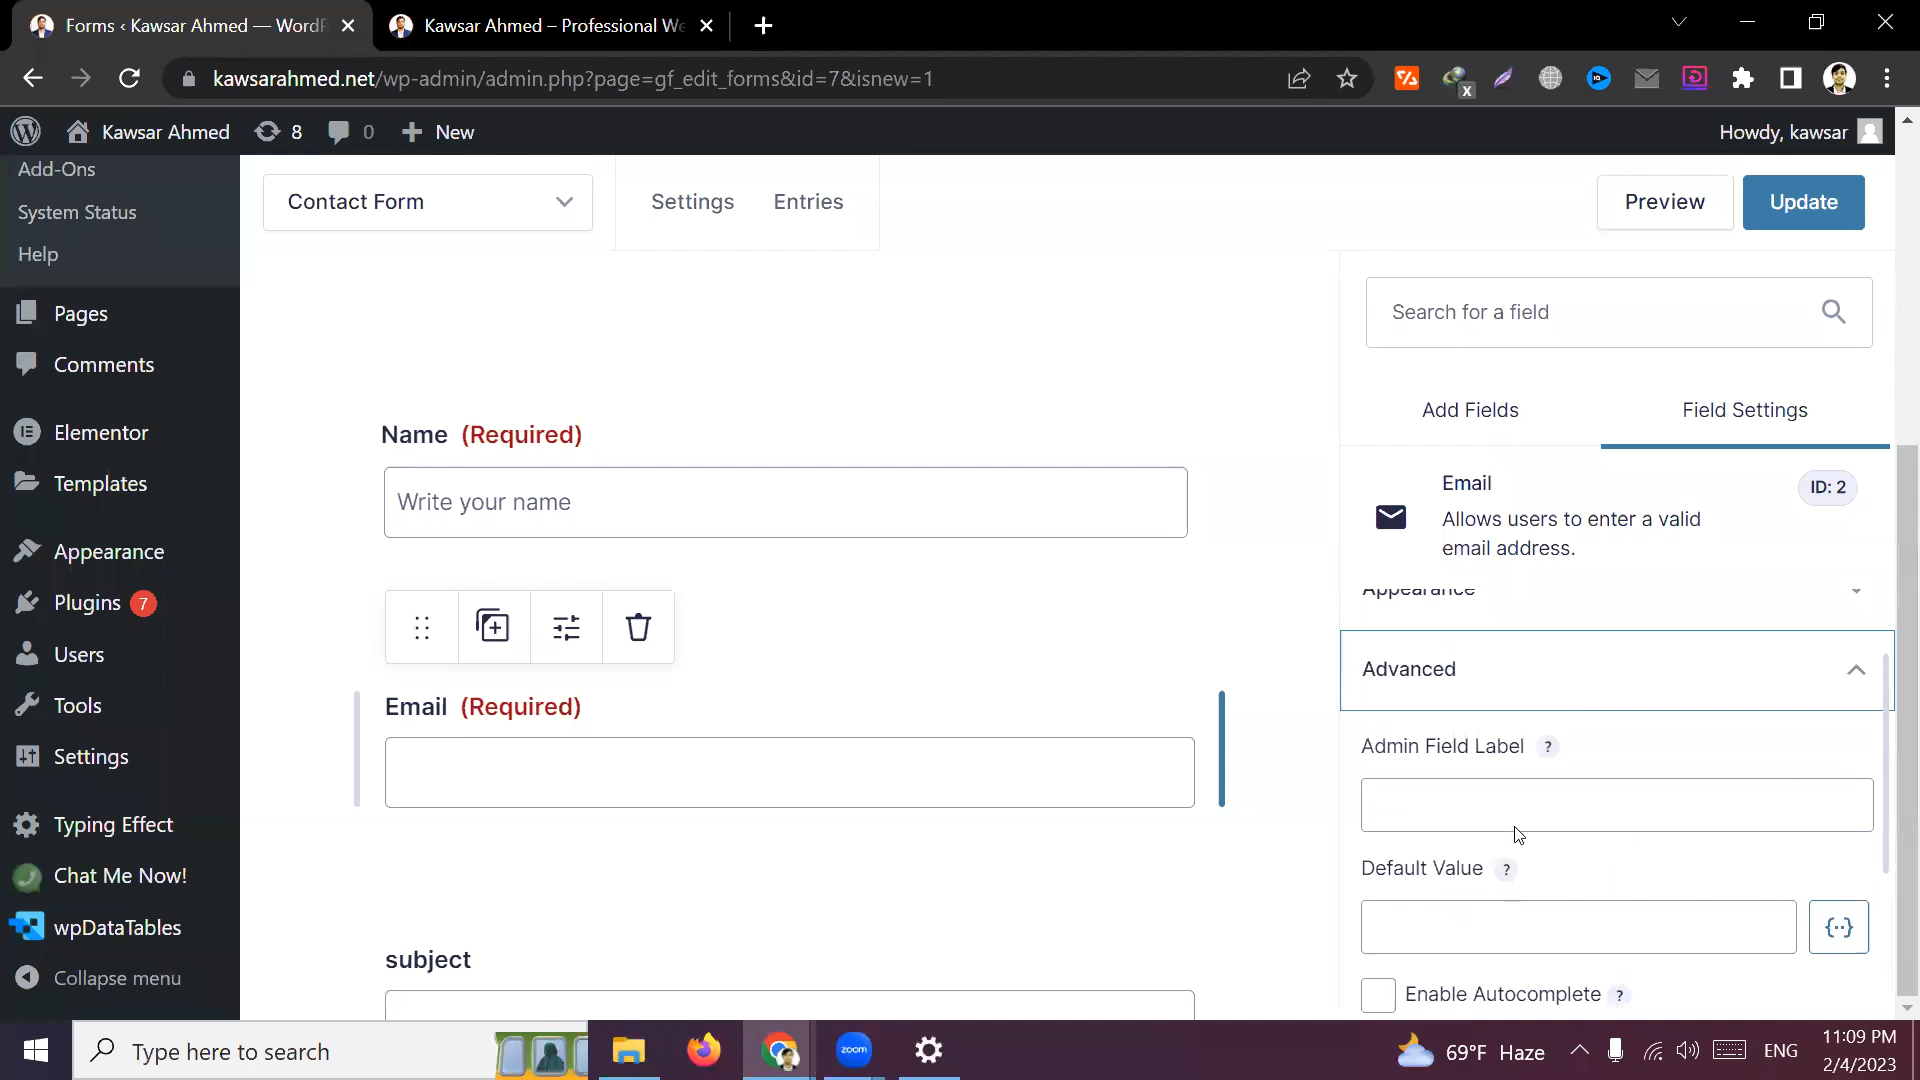 Forms ‹ Kawsar Ahmed — WordP
Kawsar Ahmed – Professional We
kawsarahmed.net/wp-admin/admin.php?page=gf_edit_forms&id=7&isnew=1
Kawsar Ahmed
8
0
New
Howdy, kawsar
Add-Ons
System Status
Help
Pages
Comments
Elementor
Templates
Appearance
Plugins 7
Users
Tools
Settings
Typing Effect
Chat Me Now!
wpDataTables
Collapse menu
Contact Form
Settings
Entries
Preview
Update
Name (Required)
Write your name
Email (Required)
subject
Search for a field
Add Fields
Field Settings
Email
ID: 2
Allows users to enter a valid
email address.
Appearance
Advanced
Admin Field Label ?
Default Value ?
Enable Autocomplete ?
Type here to search
zoom
69°F Haze
ENG
11:09 PM
2/4/2023